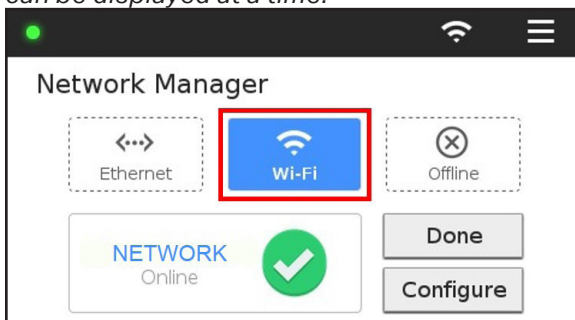 can be displayed at a time.
Network Manager
Ethernet
Wi-Fi
Offline
NETWORK
Online
Done
Configure